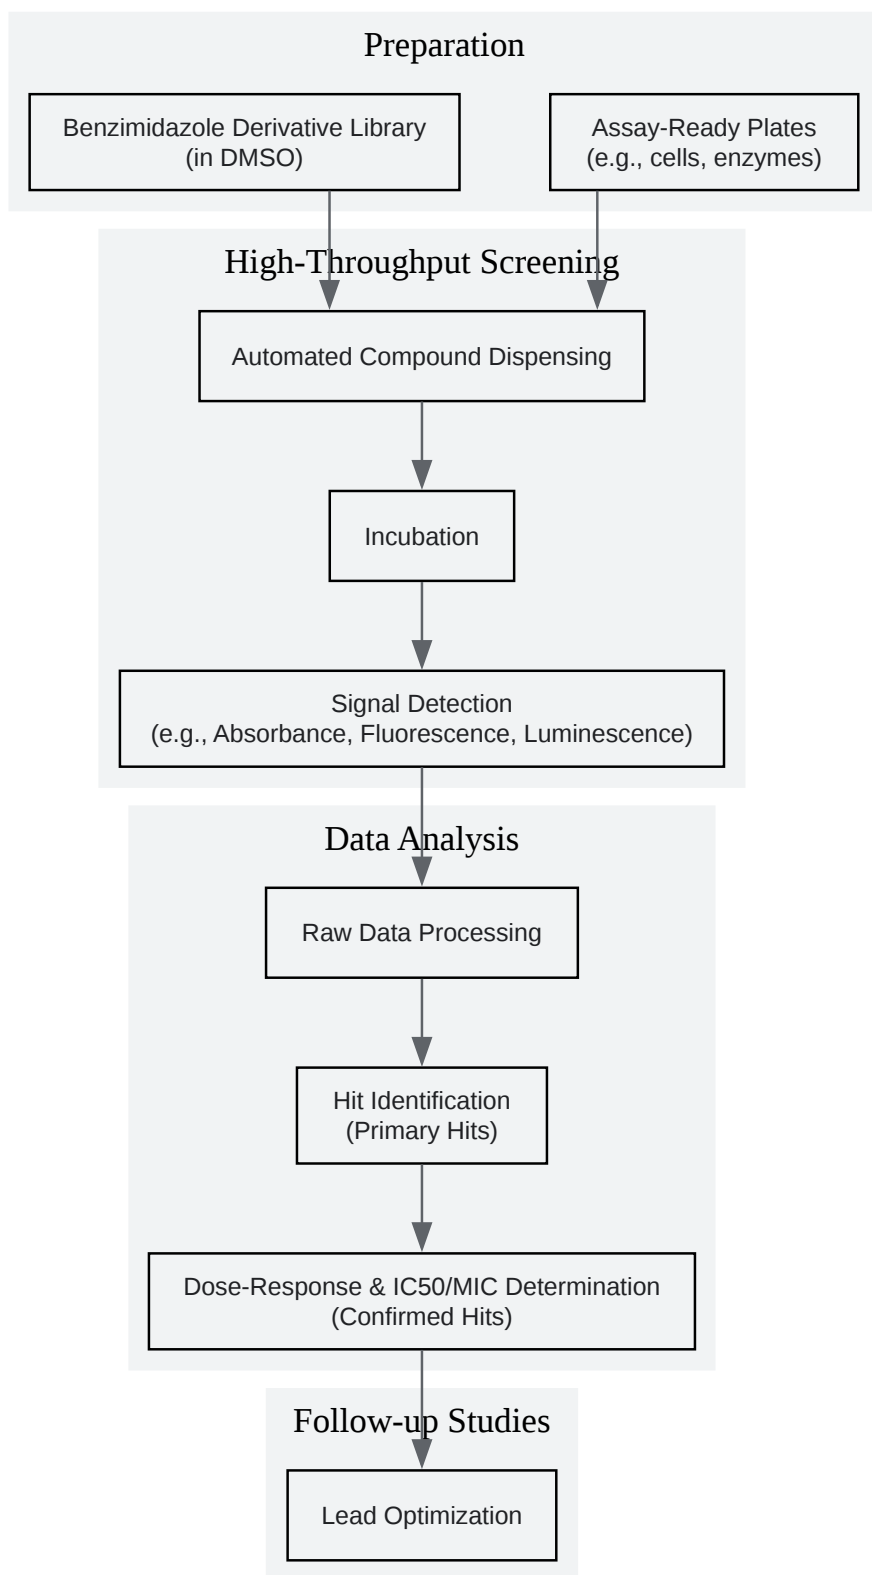 Preparation
Benzimidazole Derivative Library
(in DMSO)
Assay-Ready Plates
(e.g., cells, enzymes)
High-Throughput Screening
Automated Compound Dispensing
Incubation
Signal Detection
(e.g., Absorbance, Fluorescence, Luminescence)
Data Analysis
Raw Data Processing
Hit Identification
(Primary Hits)
Dose-Response & IC50/MIC Determination
(Confirmed Hits)
Follow-up Studies
Lead Optimization